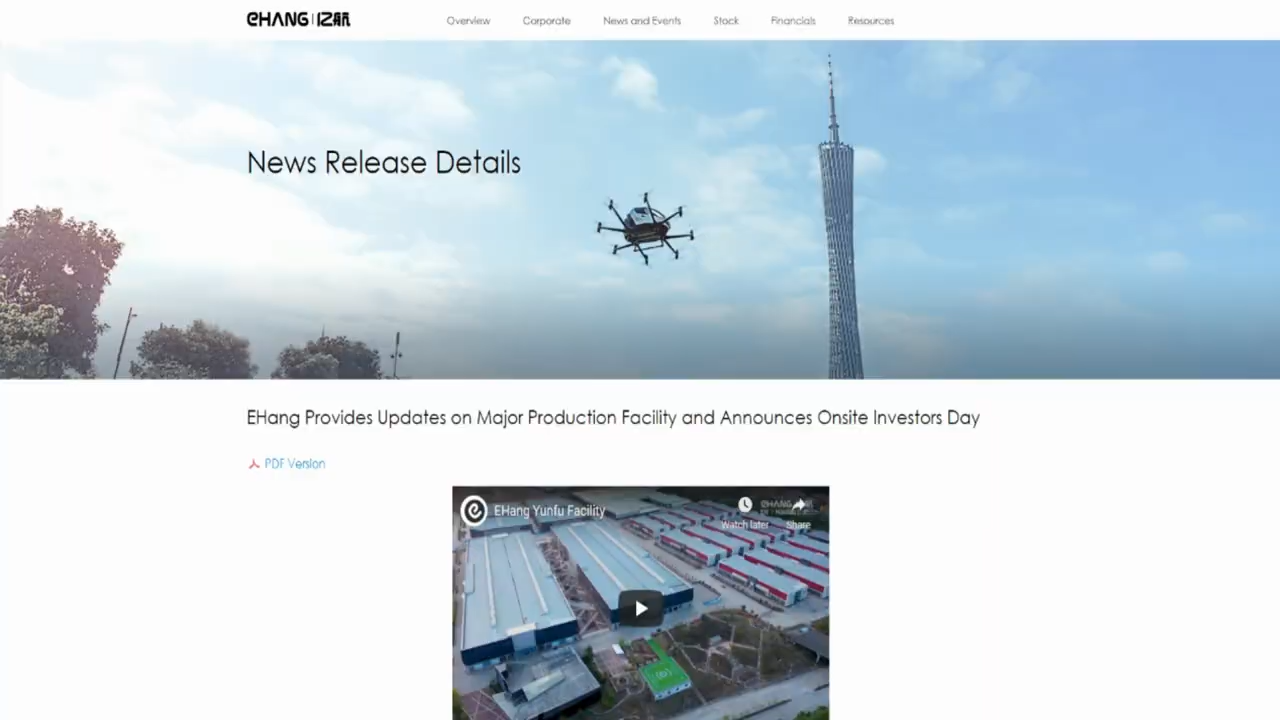 EHANG 亿航
Overview
Corporate
News and Events
Stock
Financials
Resources
News Release Details
EHang Provides Updates on Major Production Facility and Announces Onsite Investors Day
PDF Version
EHang Yunfu Facility
Watch later
Share